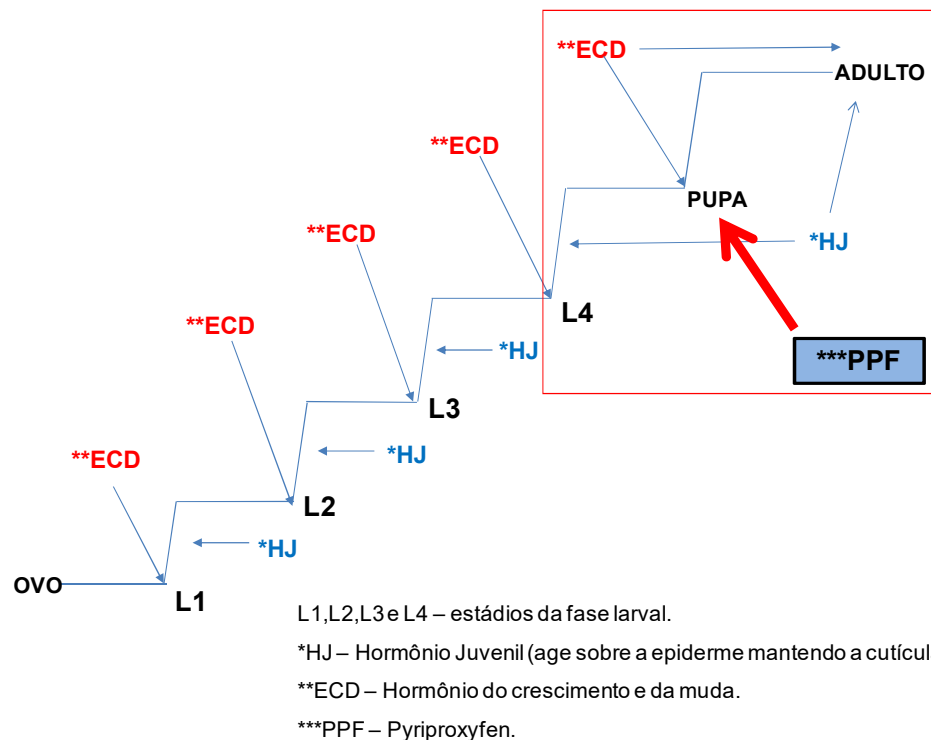 **ECD
ADULTO
**ECD
PUPA
**ECD
*HJ
L4
***PPF
**ECD
*HJ
L3
**ECD
*HJ
L2
*HJ
OVO
L1
L1,L2,L3 e L4 – estádios da fase larval.
*HJ – Hormônio Juvenil (age sobre a epiderme mantendo a
**ECD – Hormônio do crescimento e da muda.
***PPF – Pyriproxyfen.